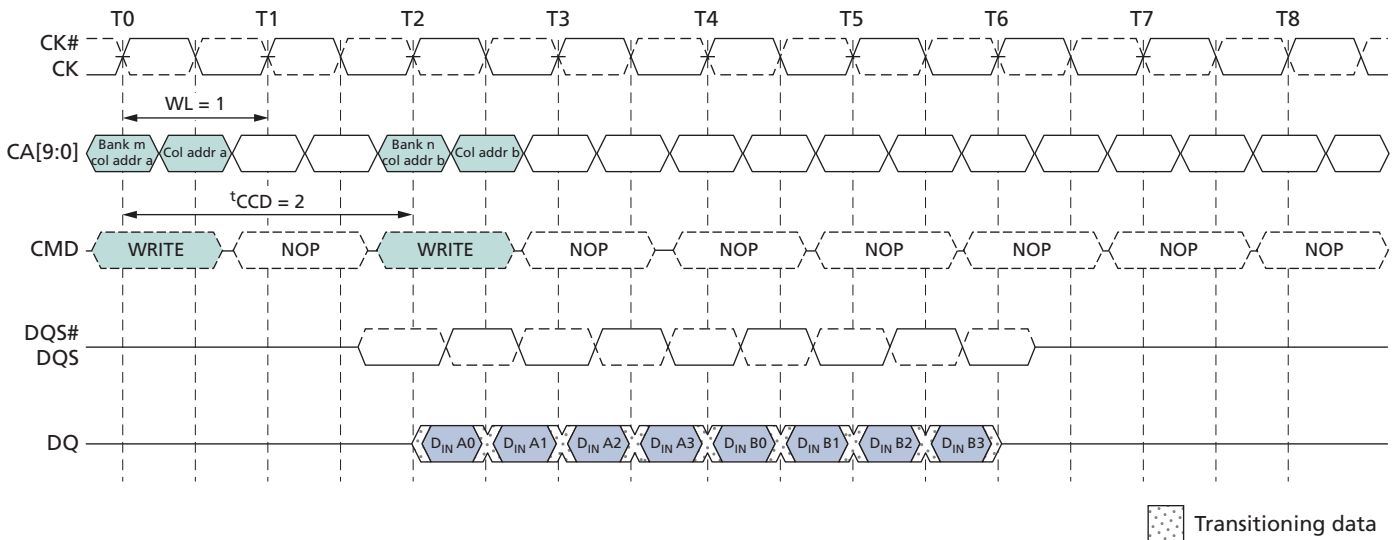 T0 T1 T2 T3 T4 T5 T6 T7 T8
CK#
CK
WL = 1
CA[9:0]
Bank m
col addr a
Col addr a
Bank n
col addr b
Col addr b
tCCD = 2
CMD WRITE NOP WRITE NOP NOP NOP NOP NOP NOP
DQS#
DQS
DQ DIN A0 DIN A1 DIN A2 DIN A3 DIN B0 DIN B1 DIN B2 DIN B3
Transitioning data